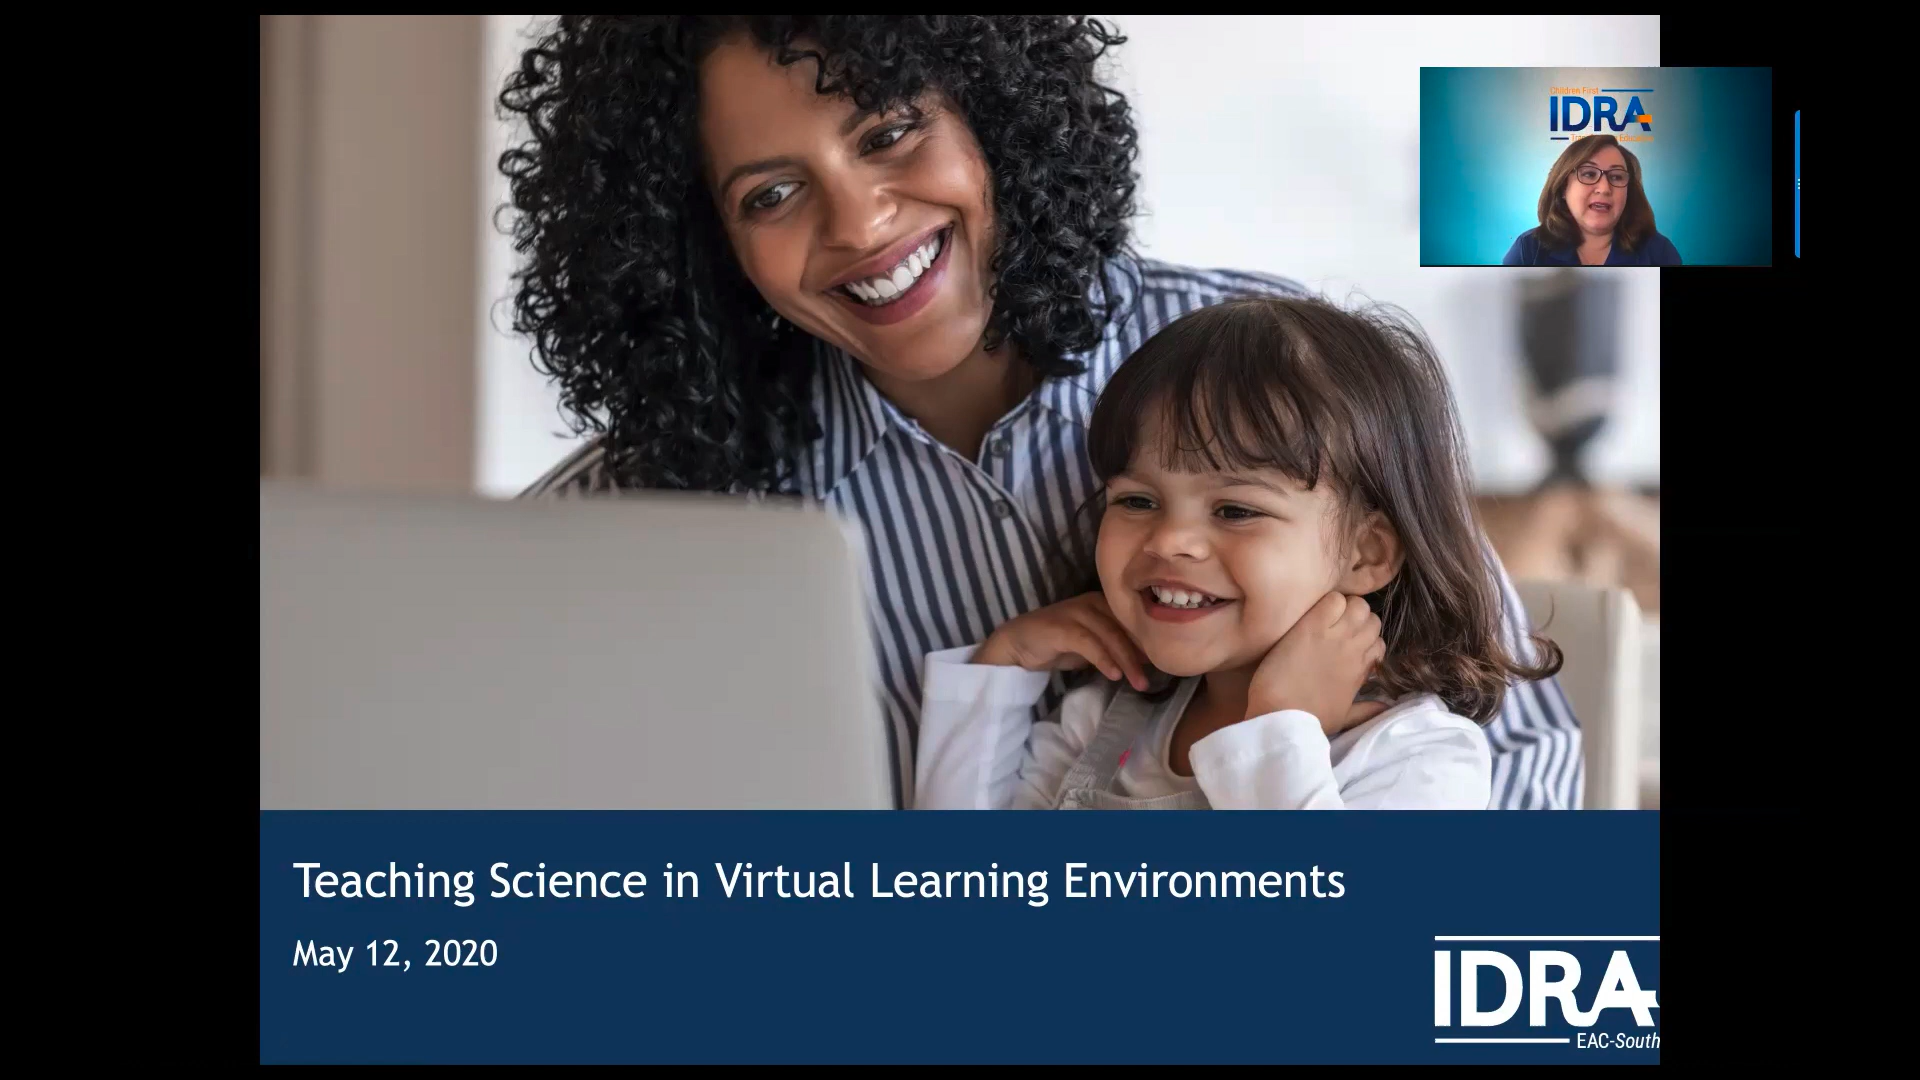 Children First
IDRA
Teaching Science in Virtual Learning Environments
May 12, 2020
IDRA
EAC-South